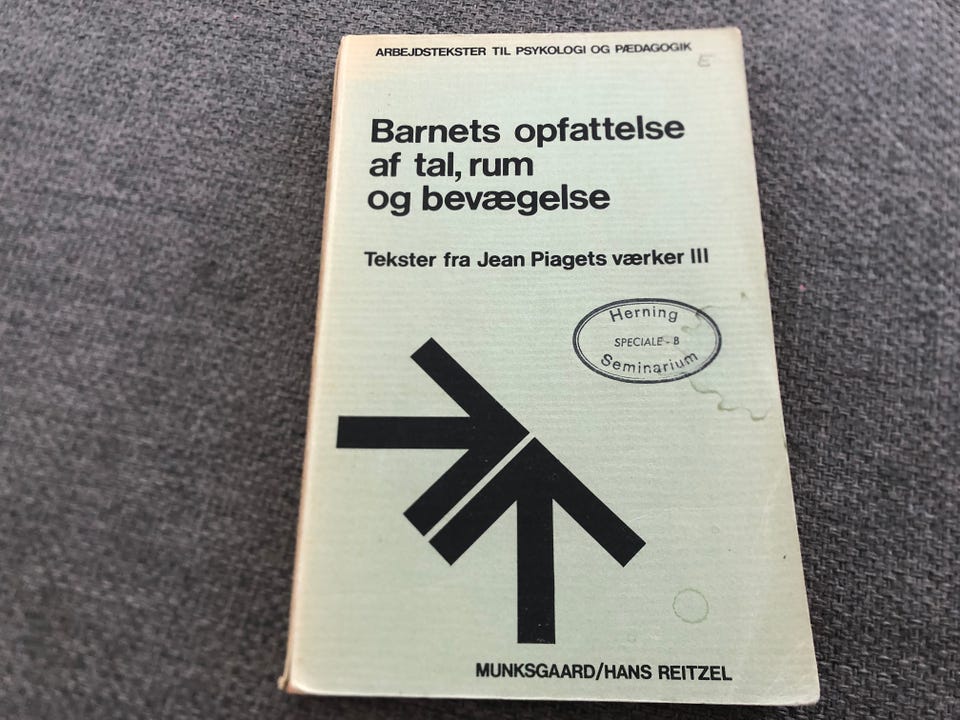 ARBEJDSTEKSTER TIL PSYKOLOGI OG PÆDAGOGIK
E
Barnets opfattelse
af tal, rum
og bevægelse
Tekster fra Jean Piagets værker III
Herning
SPECIALE - B
Seminarium
MUNKSGAARD/HANS REITZEL